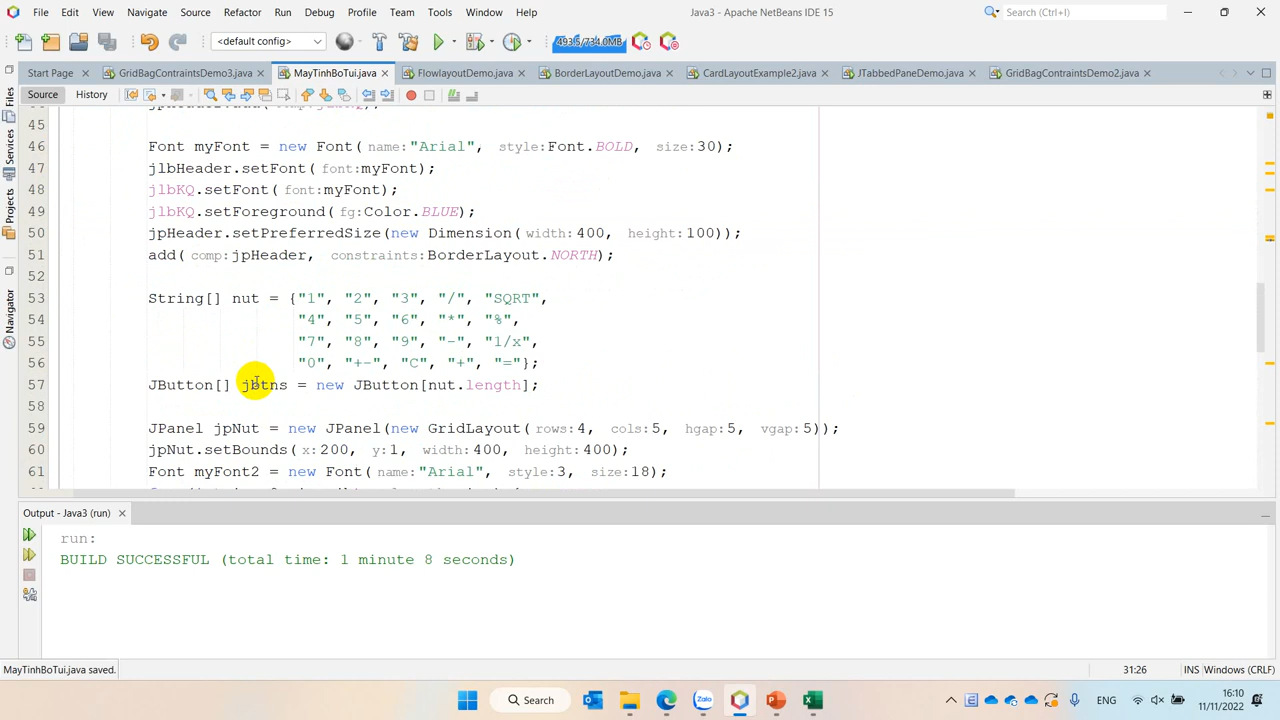 File Edit View Navigate Source Refactor Run Debug Profile Team Tools Window Help
Java3 - Apache NetBeans IDE 15
Search (Ctrl+I)
<default config>
493.5/734.0MB
Start Page
GridBagContraintsDemo3.java
MayTinhBoTui.java
FlowlayoutDemo.java
BorderLayoutDemo.java
CardLayoutExample2.java
JTabbedPaneDemo.java
GridBagContraintsDemo2.java
Source History
Files
Services
Projects
Navigator
45
46 Font myFont = new Font( name:"Arial", style:Font.BOLD, size:30);
47 jlbHeader.setFont( font:myFont);
48 jlbKQ.setFont( font:myFont);
49 jlbKQ.setForeground( fg:Color.BLUE);
50 jpHeader.setPreferredSize(new Dimension( width:400, height:100));
51 add( comp:jpHeader, constraints:BorderLayout.NORTH);
52
53 String[] nut = {"1", "2", "3", "/", "SQRT",
54 "4", "5", "6", "*", "%",
55 "7", "8", "9", "-", "1/x",
56 "0", "+-", "C", "+", "="};
57 JButton[] jbtns = new JButton[nut.length];
58
59 JPanel jpNut = new JPanel(new GridLayout( rows:4, cols:5, hgap:5, vgap:5));
60 jpNut.setBounds( x:200, y:1, width:400, height:400);
61 Font myFont2 = new Font( name:"Arial", style:3, size:18);
Output - Java3 (run)
run:
BUILD SUCCESSFUL (total time: 1 minute 8 seconds)
MayTinhBoTui.java saved.
31:26
INS Windows (CRLF)
Search
Zalo
ENG
16:10
11/11/2022